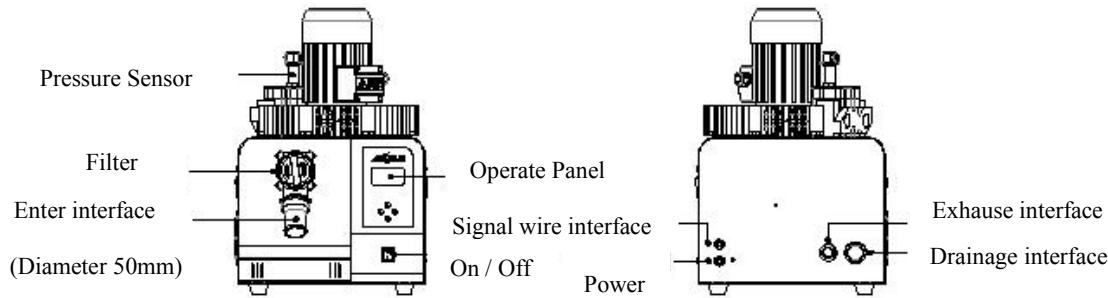 Pressure Sensor
Filter
Enter interface
(Diameter 50mm)
Operate Panel
On / Off
Signal wire interface
Power
Exhause interface
Drainage interface